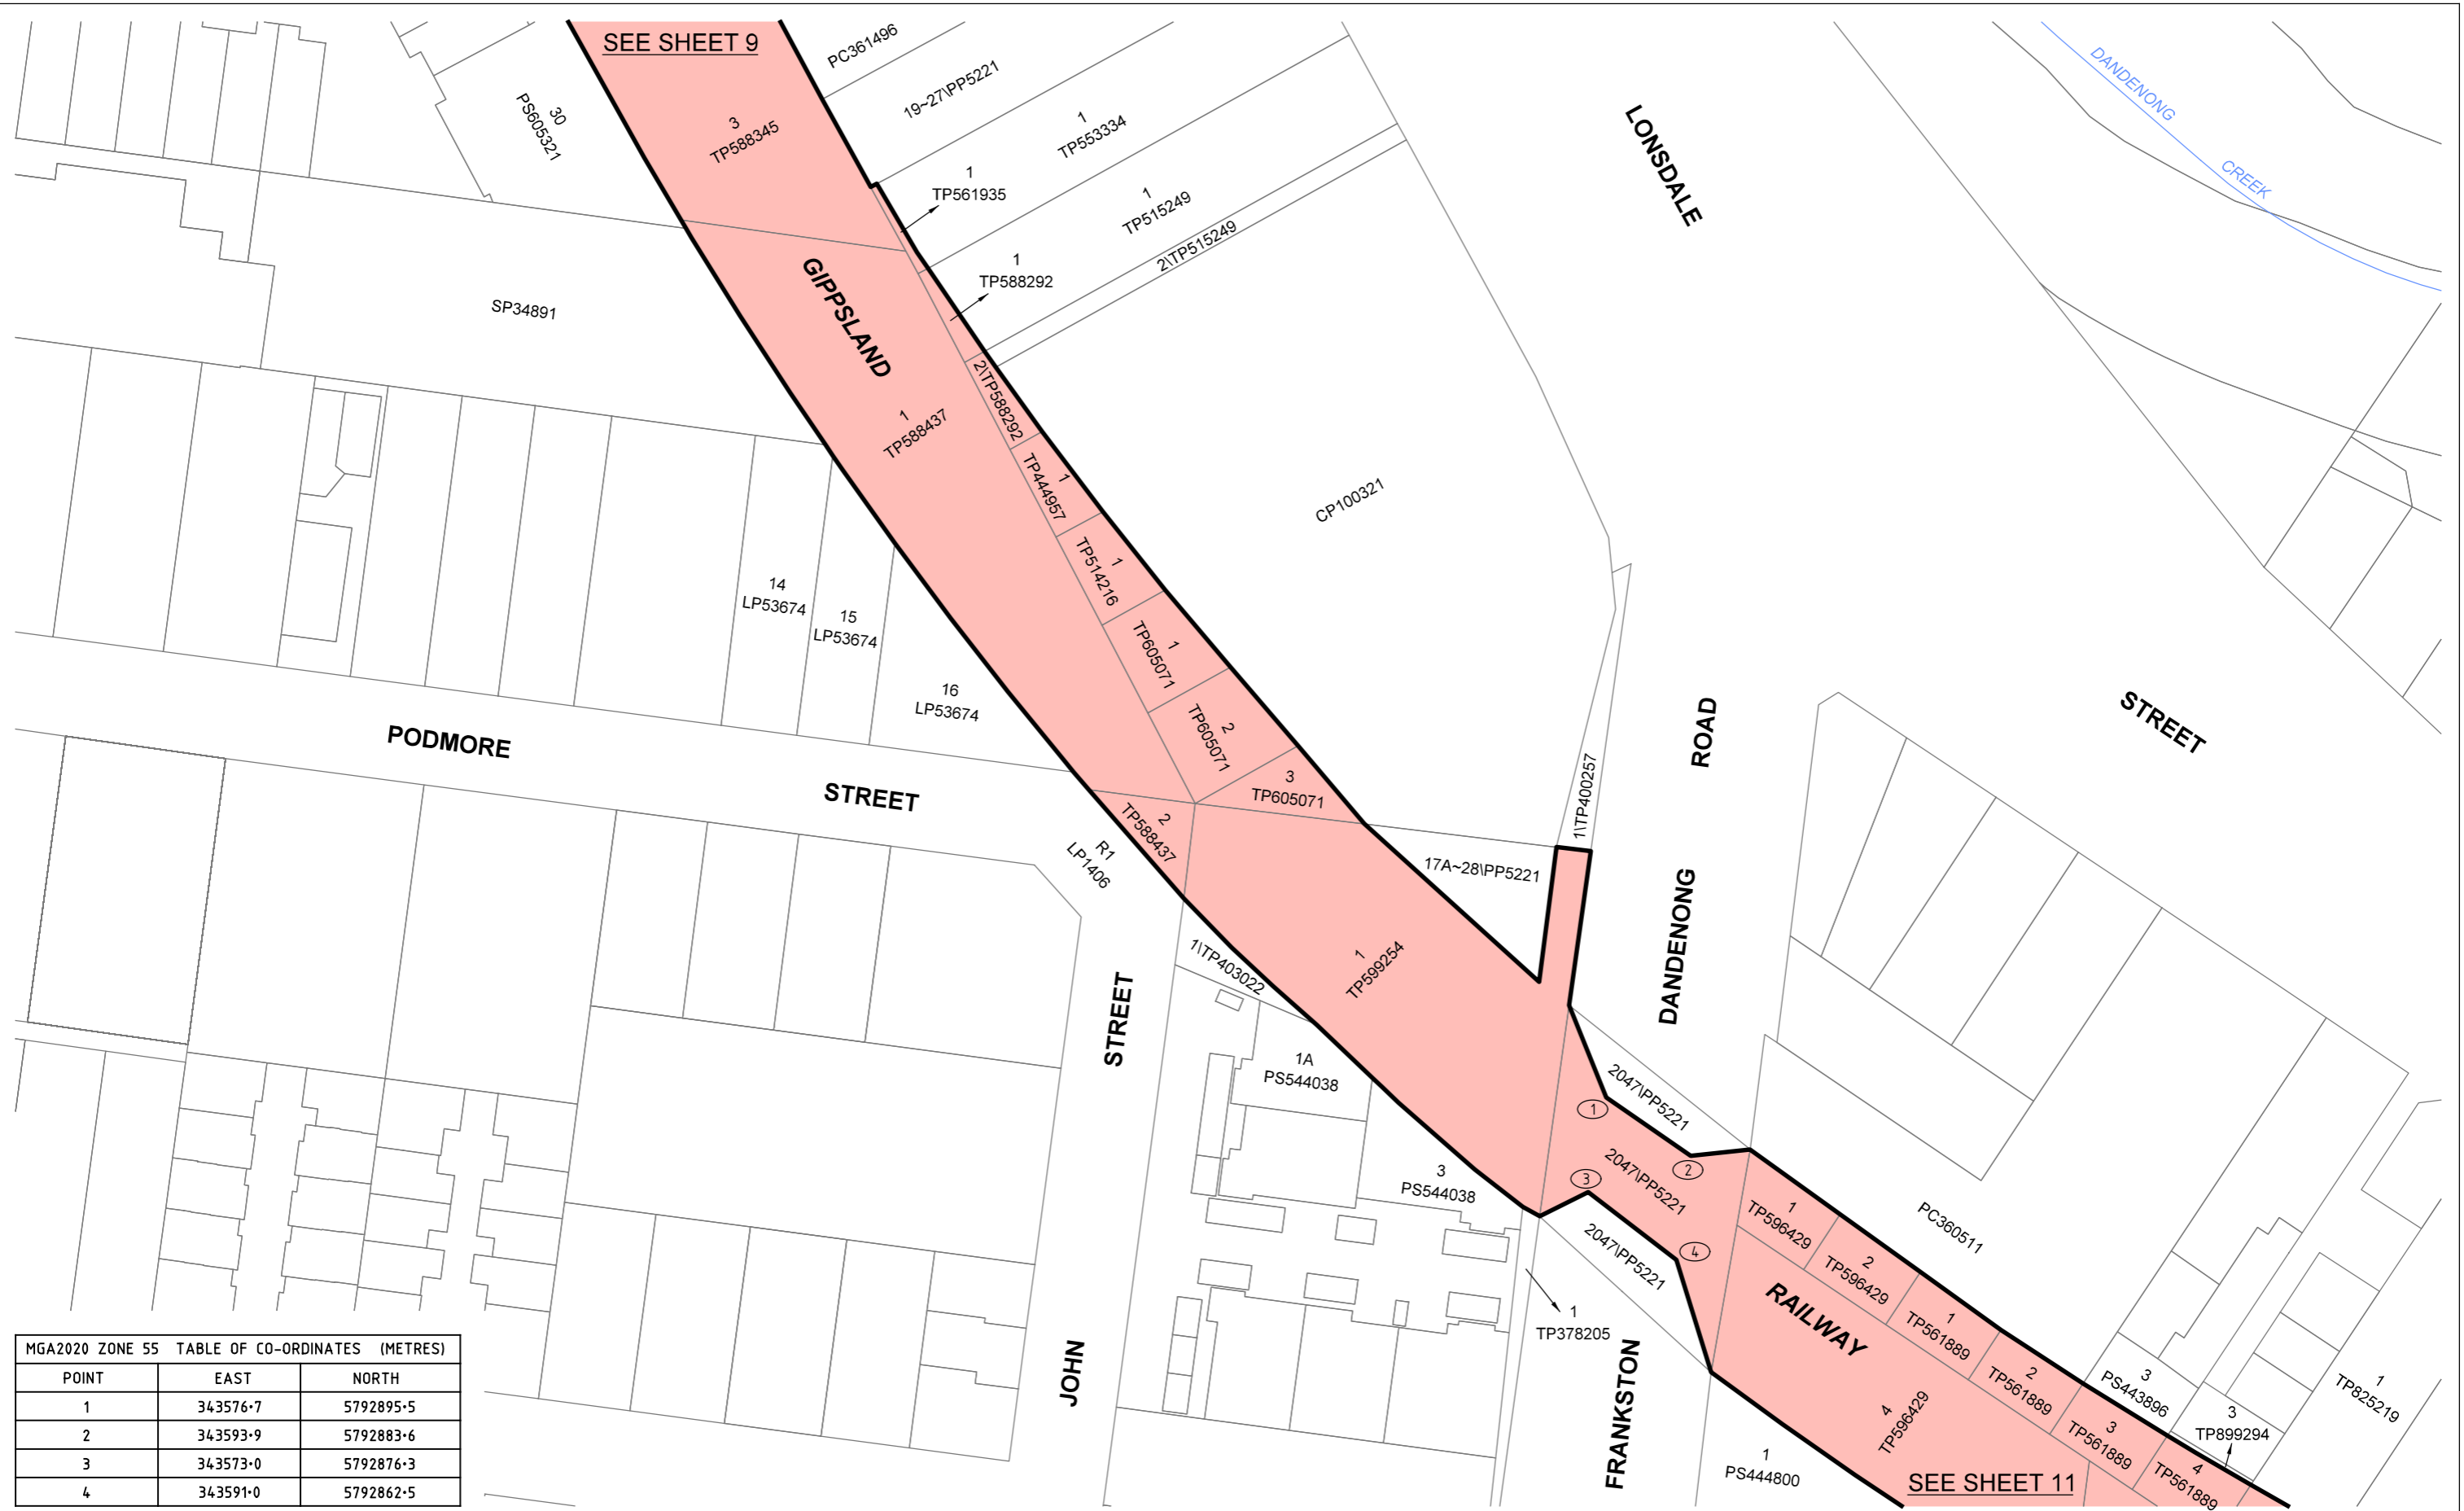 SEE SHEET 9
PC361496
19~27\PP5221
DANDENONG
CREEK
30
PS605321
3
TP588345
1
TP553334
LONSDALE
1
TP561935
1
TP515249
2\TP515249
1
TP588292
SP34891
GIPPSLAND
2\TP588292
1
TP588437
1
TP444957
CP100321
1
TP514216
14
LP53674
15
LP53674
16
LP53674
1
TP605071
2
TP605071
3
TP605071
1\TP400257
ROAD
STREET
PODMORE
STREET
2
TP588437
R1
LP1406
17A~28\PP5221
DANDENONG
1\TP403022
1
TP599254
STREET
1A
PS544038
1
2047\PP5221
2
2047\PP5221
3
3
PS544038
4
2047\PP5221
1
TP596429
2
TP596429
PC360511
1
TP561889
2
TP561889
3
TP561889
4
TP561889
RAILWAY
1
TP378205
3
PS443896
3
TP899294
1
TP825219
JOHN
FRANKSTON
4
TP596429
1
PS444800
SEE SHEET 11
MGA2020 ZONE 55 TABLE OF CO-ORDINATES (METRES)
POINT EAST NORTH
1 343576·7 5792895·5
2 343593·9 5792883·6
3 343573·0 5792876·3
4 343591·0 5792862·5